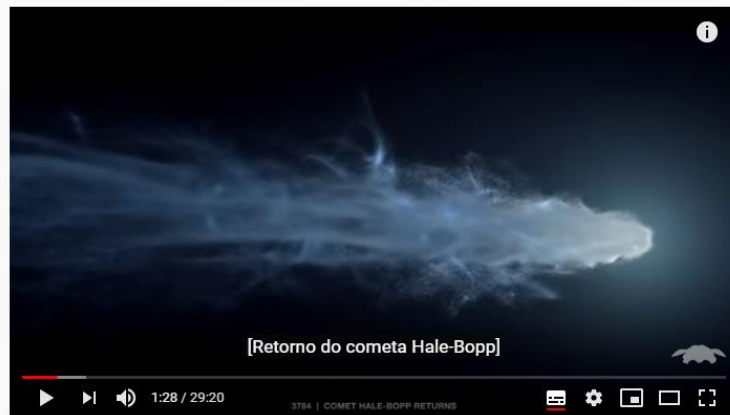 [Retorno do cometa Hale-Bopp]
1:28 / 29:20
3784 | COMET HALE-BOPP RETURNS